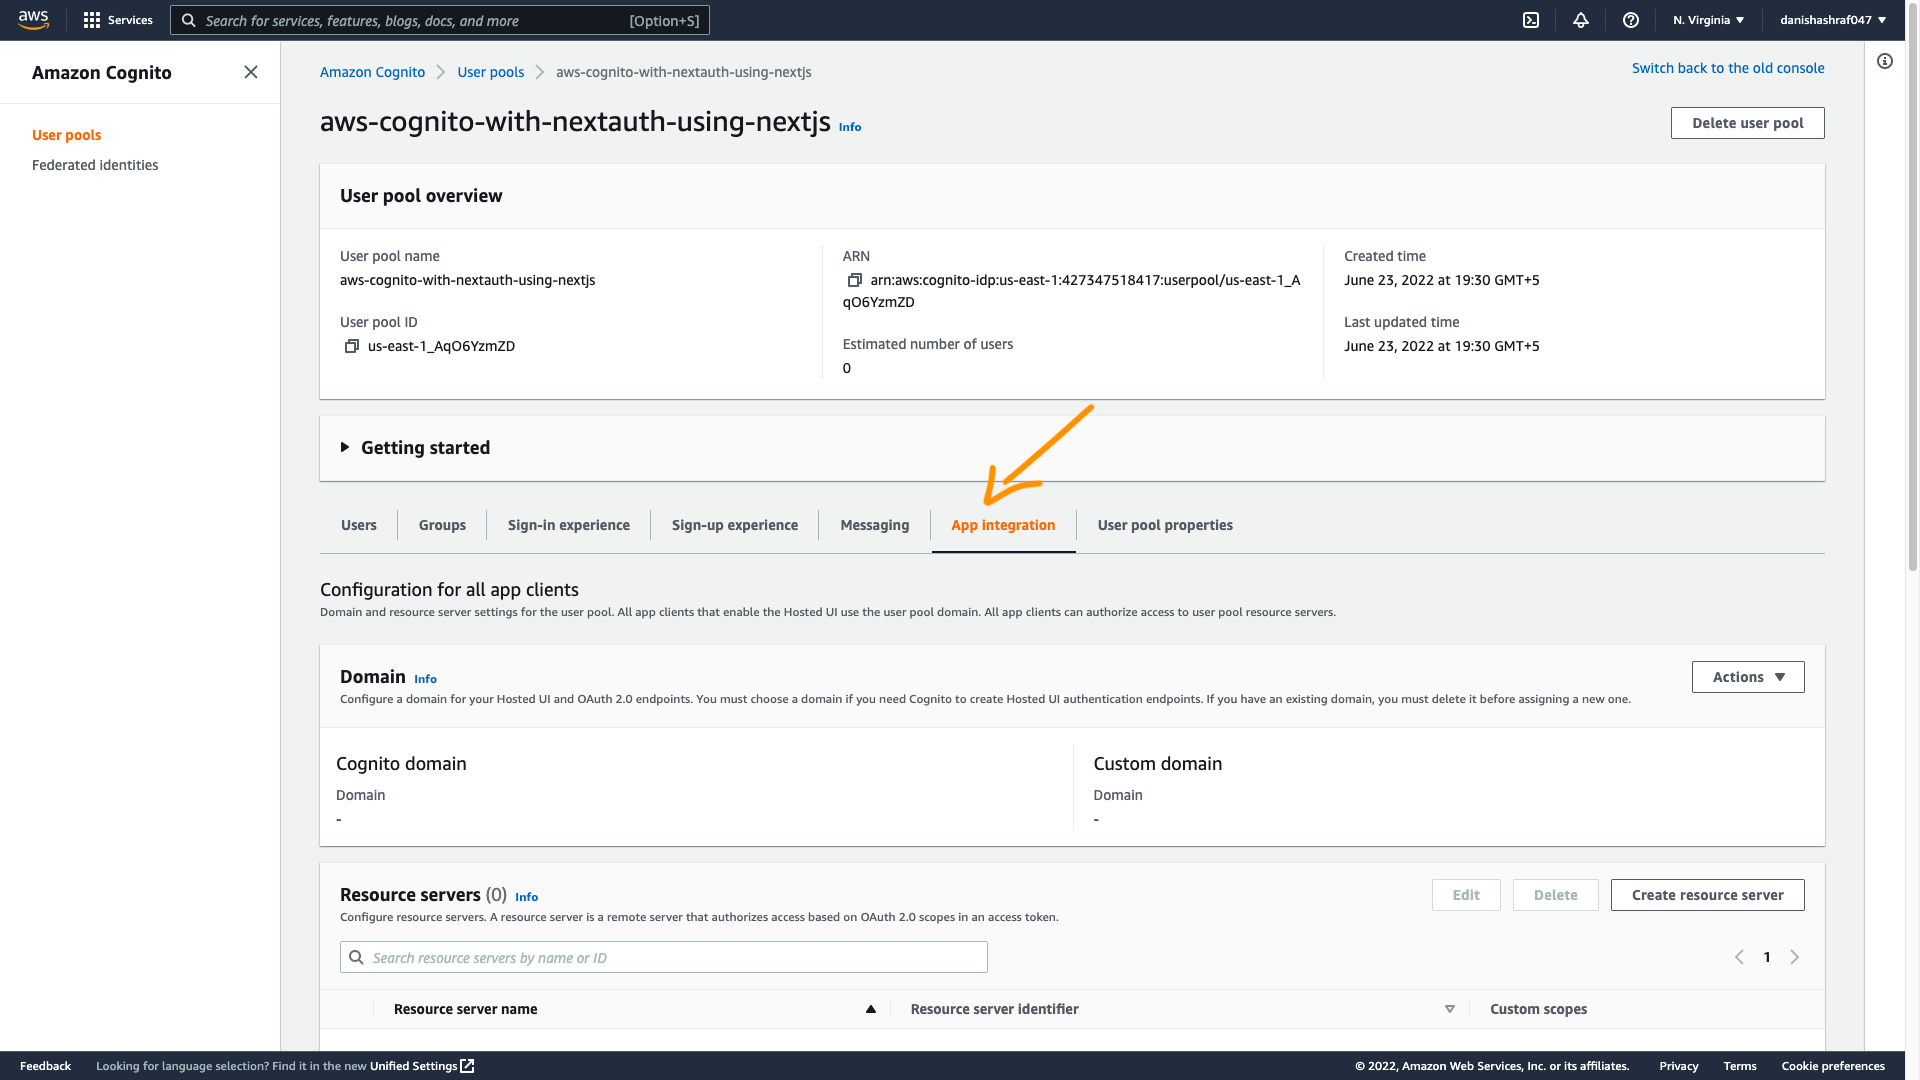 aws
Services
Search for services, features, blogs, docs, and more [Option+S]
N. Virginia
danishashraf047
Amazon Cognito
User pools
Federated identities
Amazon Cognito
User pools
aws-cognito-with-nextauth-using-nextjs
Switch back to the old console
aws-cognito-with-nextauth-using-nextjs Info
Delete user pool
User pool overview
User pool name
aws-cognito-with-nextauth-using-nextjs
User pool ID
us-east-1_AqO6YzmZD
ARN
arn:aws:cognito-idp:us-east-1:427347518417:userpool/us-east-1_A
qO6YzmZD
Estimated number of users
0
Created time
June 23, 2022 at 19:30 GMT+5
Last updated time
June 23, 2022 at 19:30 GMT+5
Getting started
Users
Groups
Sign-in experience
Sign-up experience
Messaging
App integration
User pool properties
Configuration for all app clients
Domain and resource server settings for the user pool. All app clients that enable the Hosted UI use the user pool domain. All app clients can authorize access to user pool resource servers.
Domain Info
Configure a domain for your Hosted UI and OAuth 2.0 endpoints. You must choose a domain if you need Cognito to create Hosted UI authentication endpoints. If you have an existing domain, you must delete it before assigning a new one.
Actions
Cognito domain
Domain
-
Custom domain
Domain
-
Resource servers (0) Info
Configure resource servers. A resource server is a remote server that authorizes access based on OAuth 2.0 scopes in an access token.
Edit
Delete
Create resource server
Search resource servers by name or ID
1
Resource server name
Resource server identifier
Custom scopes
Feedback
Looking for language selection? Find it in the new Unified Settings
© 2022, Amazon Web Services, Inc. or its affiliates.
Privacy
Terms
Cookie preferences